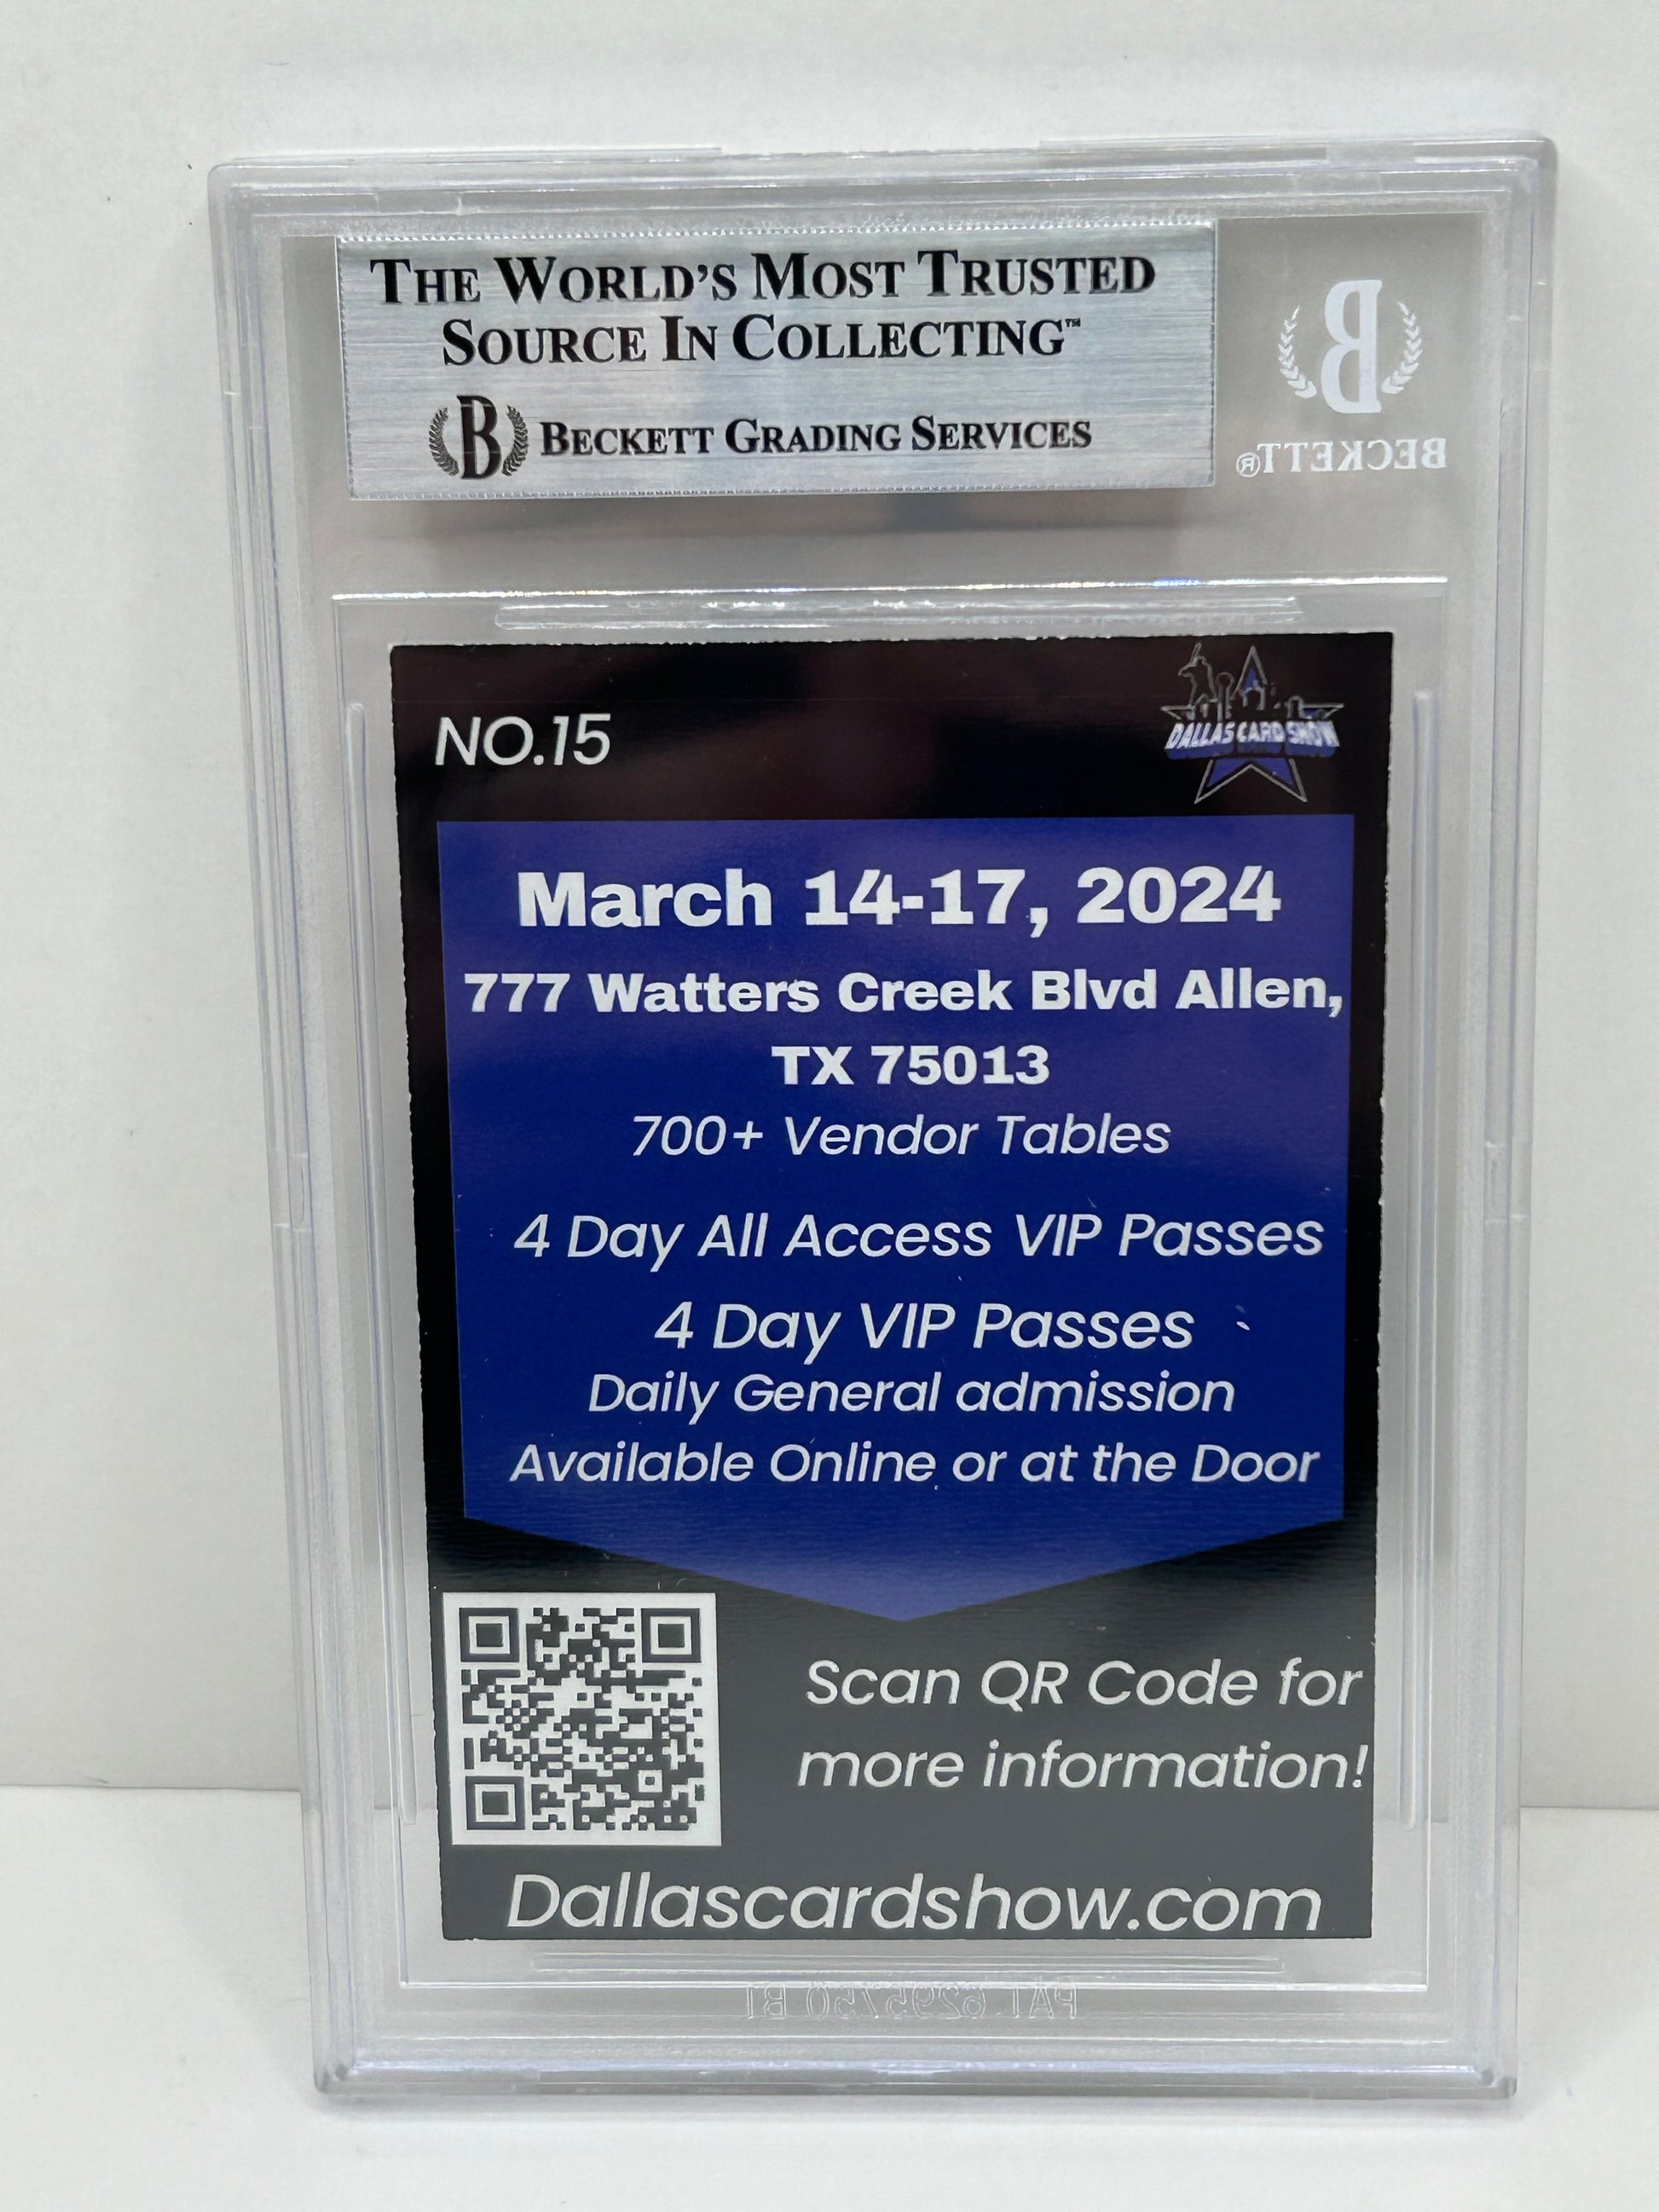 THE WORLD'S MOST TRUSTED
SOURCE IN COLLECTING™
B BECKETT GRADING SERVICES
B
BECKETT®
NO.15
DALLAS CARD SHOW
March 14-17, 2024
777 Watters Creek Blvd Allen,
TX 75013
700+ Vendor Tables
4 Day All Access VIP Passes
4 Day VIP Passes
Daily General admission
Available Online or at the Door
Scan QR Code for
more information!
Dallascardshow.com
PAT. 6295750 B1